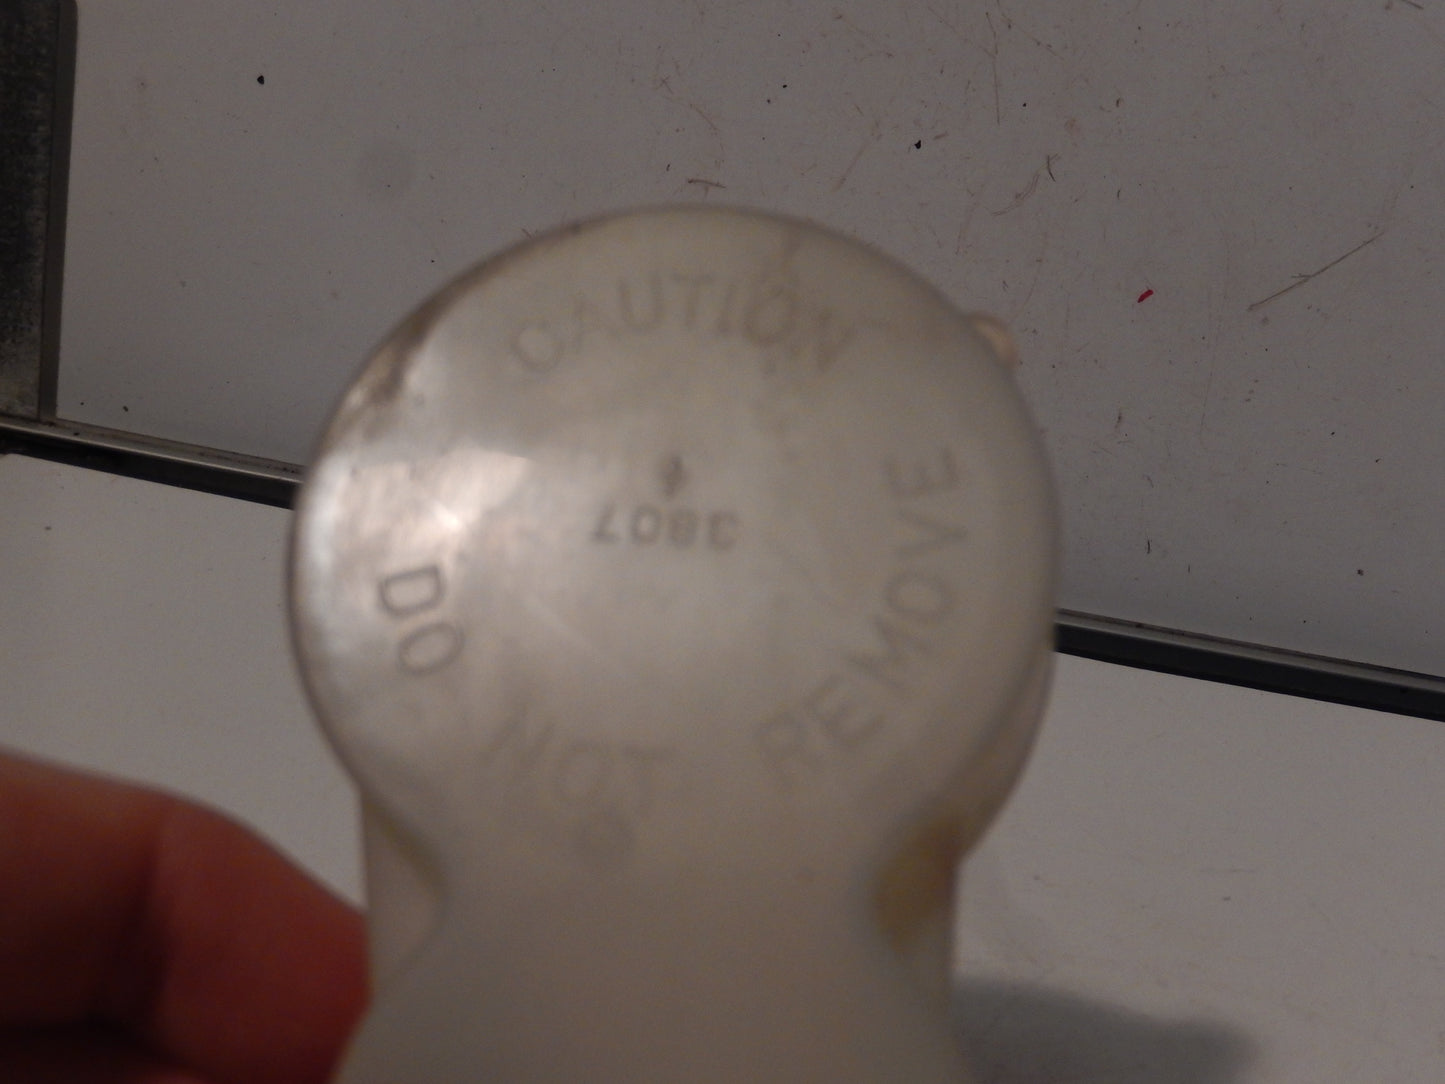 CAUTION
3807
DO NOT REMOVE